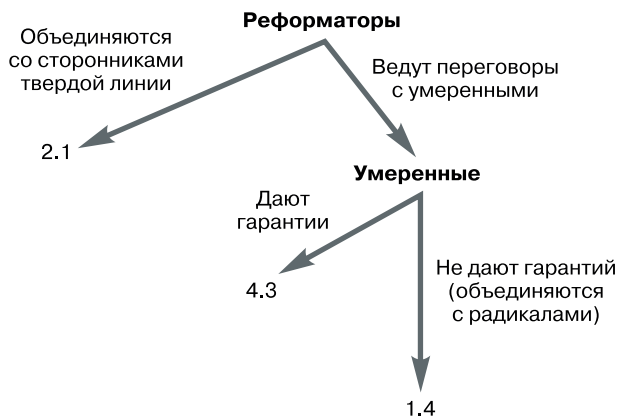 Реформаторы
Объединяются
со сторонниками
твердой линии
Ведут переговоры
с умеренными
2.1
Умеренные
Дают
гарантии
4.3
Не дают гарантий
(объединяются
с радикалами)
1.4